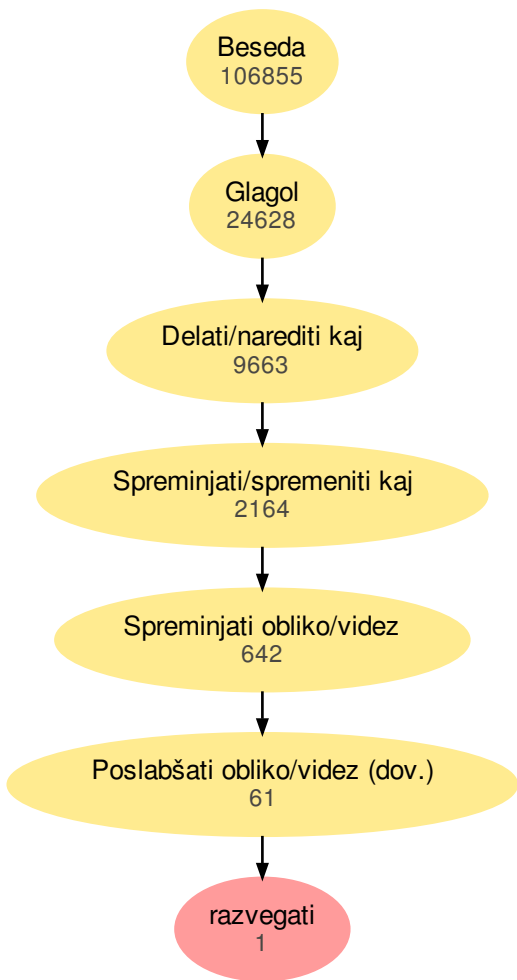 Beseda
106855
Glagol
24628
Delati/narediti kaj
9663
Spreminjati/spremeniti kaj
2164
Spreminjati obliko/videz
642
Poslabšati obliko/videz (dov.)
61
razvegati
1